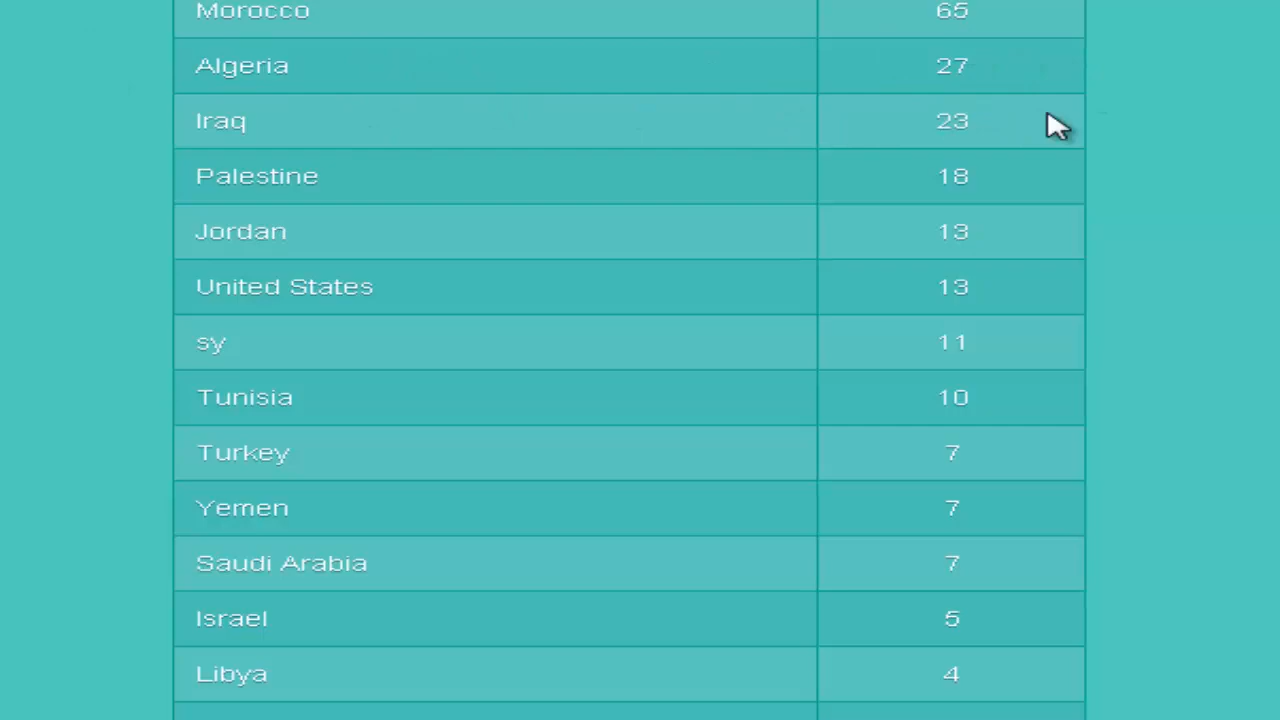 Morocco 65
Algeria 27
Iraq 23
Palestine 18
Jordan 13
United States 13
sy 11
Tunisia 10
Turkey 7
Yemen 7
Saudi Arabia 7
Israel 5
Libya 4